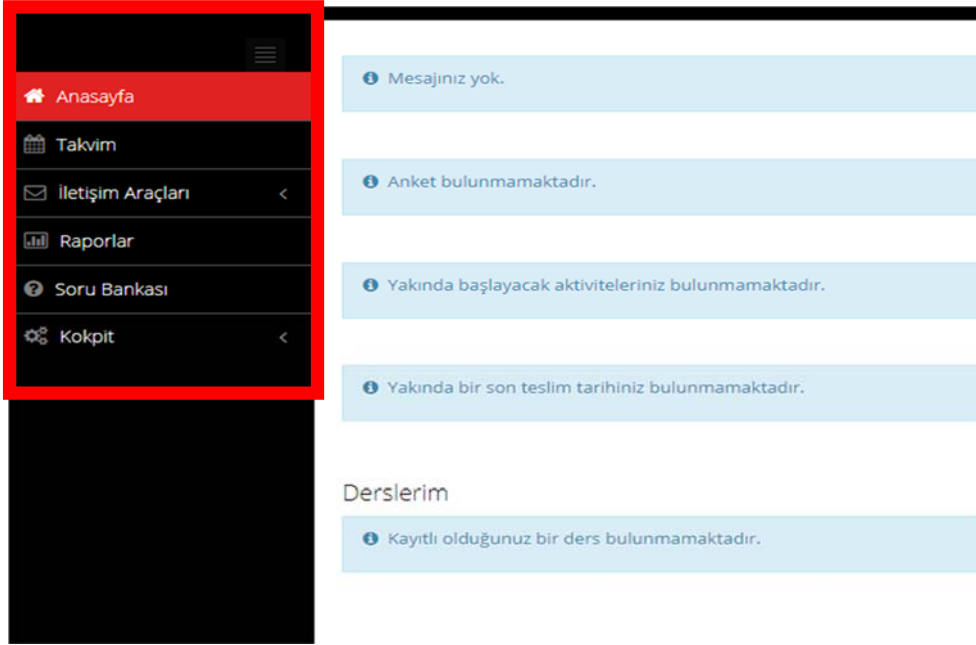 Anasayfa
Takvim
İletişim Araçları
Raporlar
Soru Bankası
Kokpit
Mesajınız yok.
Anket bulunmamaktadır.
Yakında başlayacak aktiviteleriniz bulunmamaktadır.
Yakında bir son teslim tarihiniz bulunmamaktadır.
Derslerim
Kayıtlı olduğunuz bir ders bulunmamaktadır.